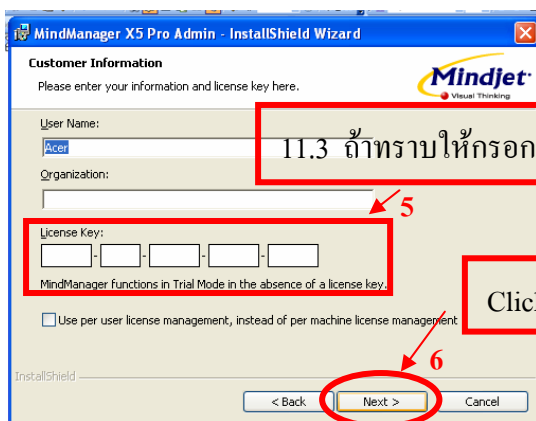 MindManager X5 Pro Admin - InstallShield Wizard
Customer Information
Please enter your information and license key here.
Mindjet
Visual Thinking
User Name:
Acer
11.3 ถ้าทราบให้กรอก
Organization:
5
License Key:
- - - -
MindManager functions in Trial Mode in the absence of a license key.
Use per user license management, instead of per machine license management
6
InstallShield
< Back
Next >
Cancel